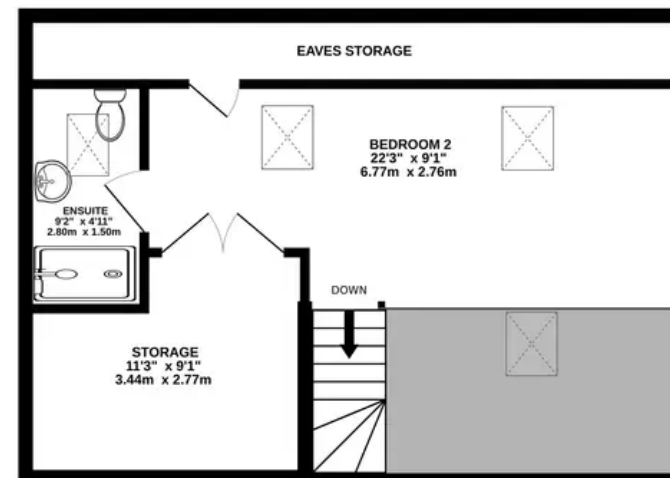 EAVES STORAGE
BEDROOM 2
22'3" x 9'1"
6.77m x 2.76m
ENSUITE
9'2" x 4'11"
2.80m x 1.50m
DOWN
STORAGE
11'3" x 9'1"
3.44m x 2.77m